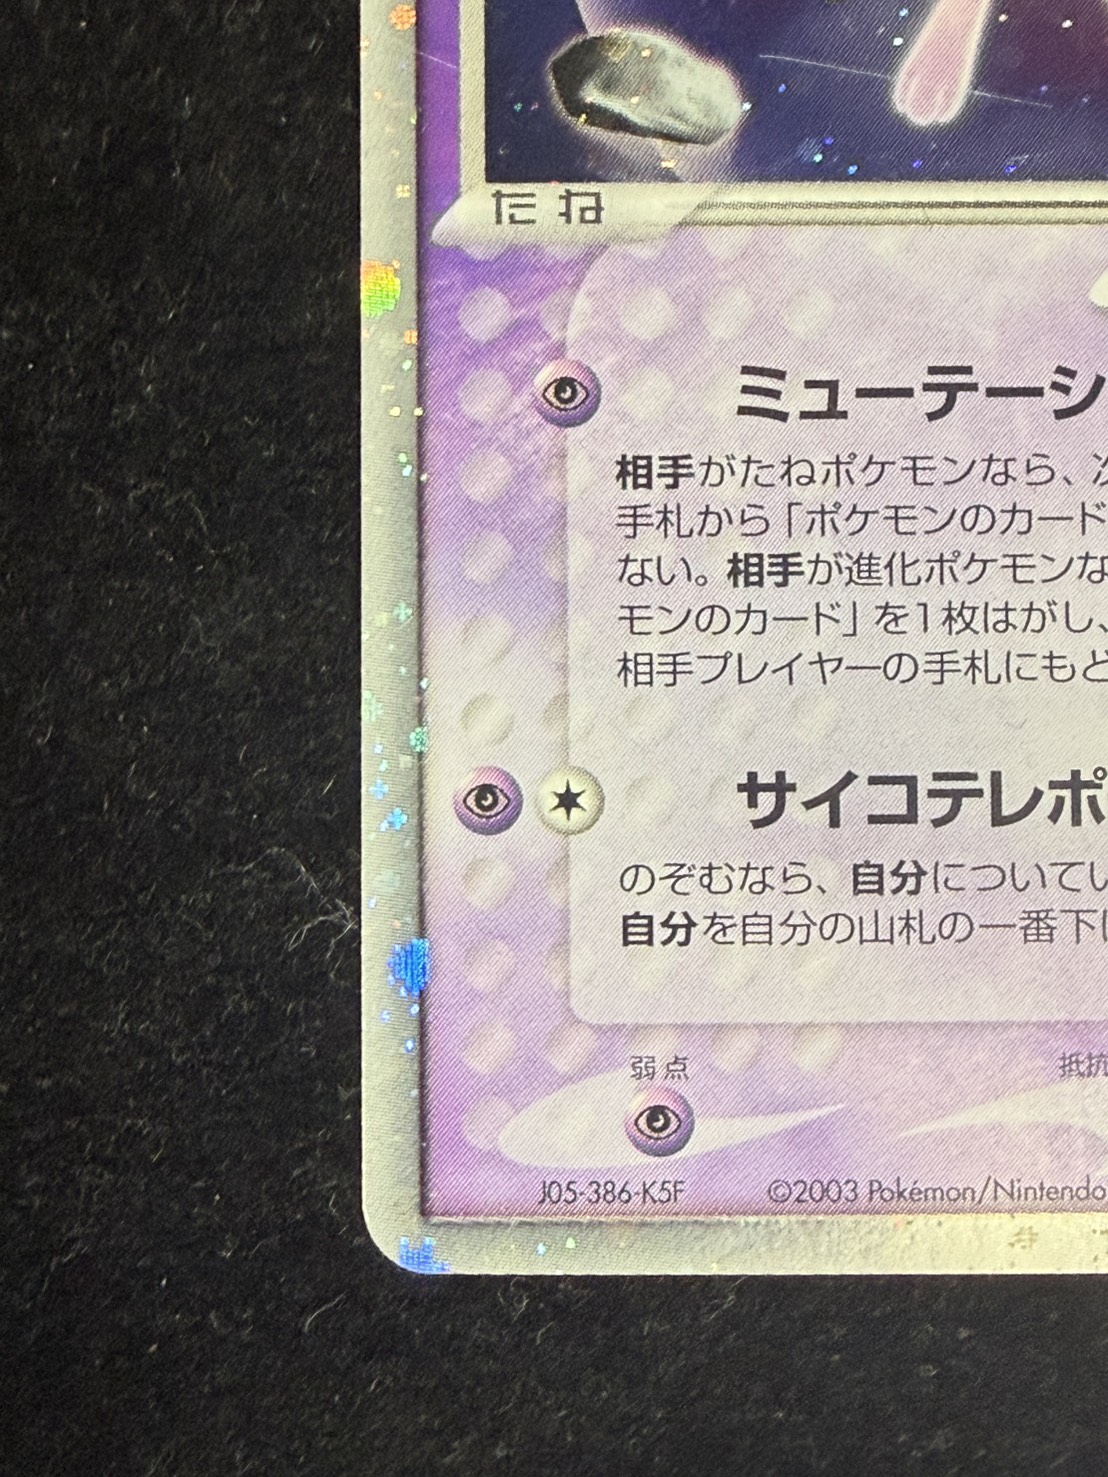 たね
ミューテーシ
相手がたねポケモンなら、次
手札から「ポケモンのカード
ない。相手が進化ポケモンな
モンのカード」を1枚はがし、
相手プレイヤーの手札にもど
サイコテレポ
のぞむなら、自分についてい
自分を自分の山札の一番下に
弱点
抵抗
J05-386-K5F
©2003 Pokémon/Nintendo